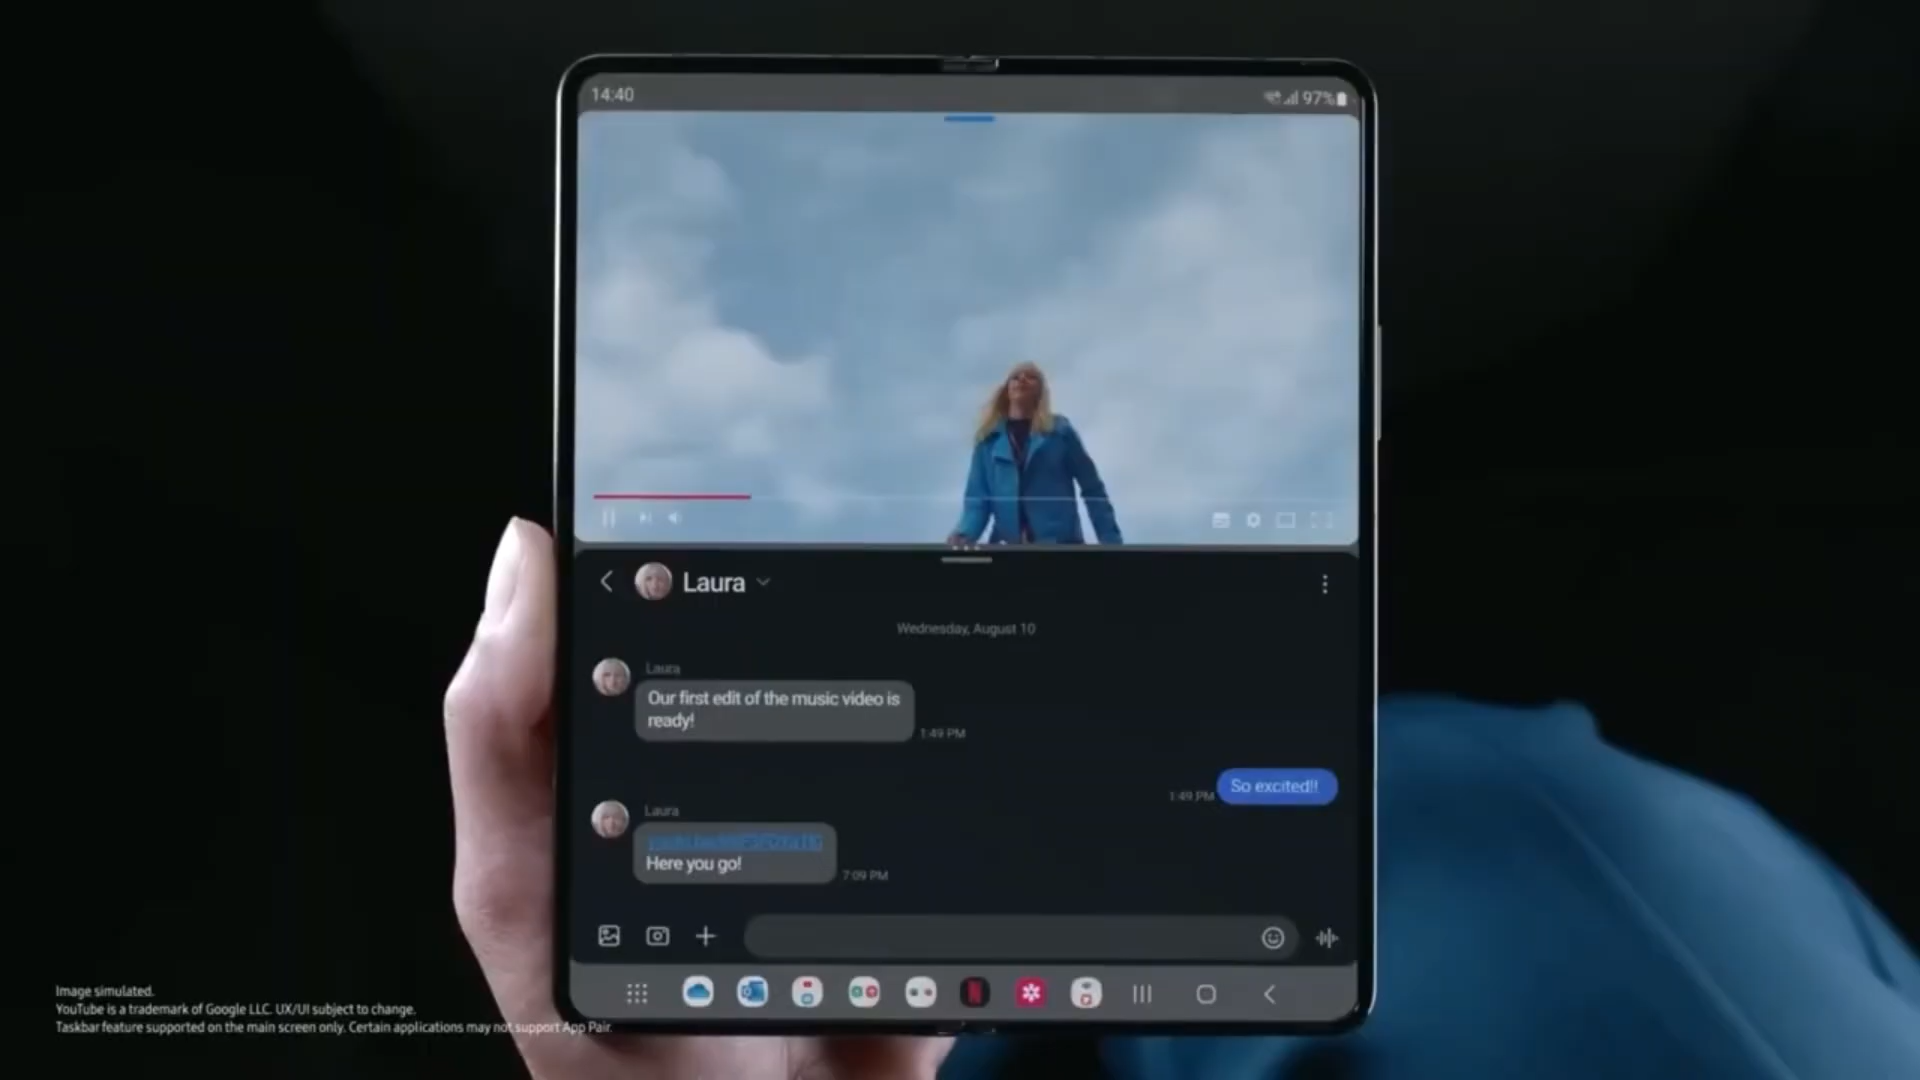 14:40
97%
Laura
Wednesday, August 10
Laura
Our first edit of the music video is
ready!
1:49 PM
So excited!!
1:49 PM
Laura
Here you go!
7:09 PM
Image simulated.
YouTube is a trademark of Google LLC. UX/UI subject to change.
Taskbar feature supported on the main screen only. Certain applications may not support App Pair.